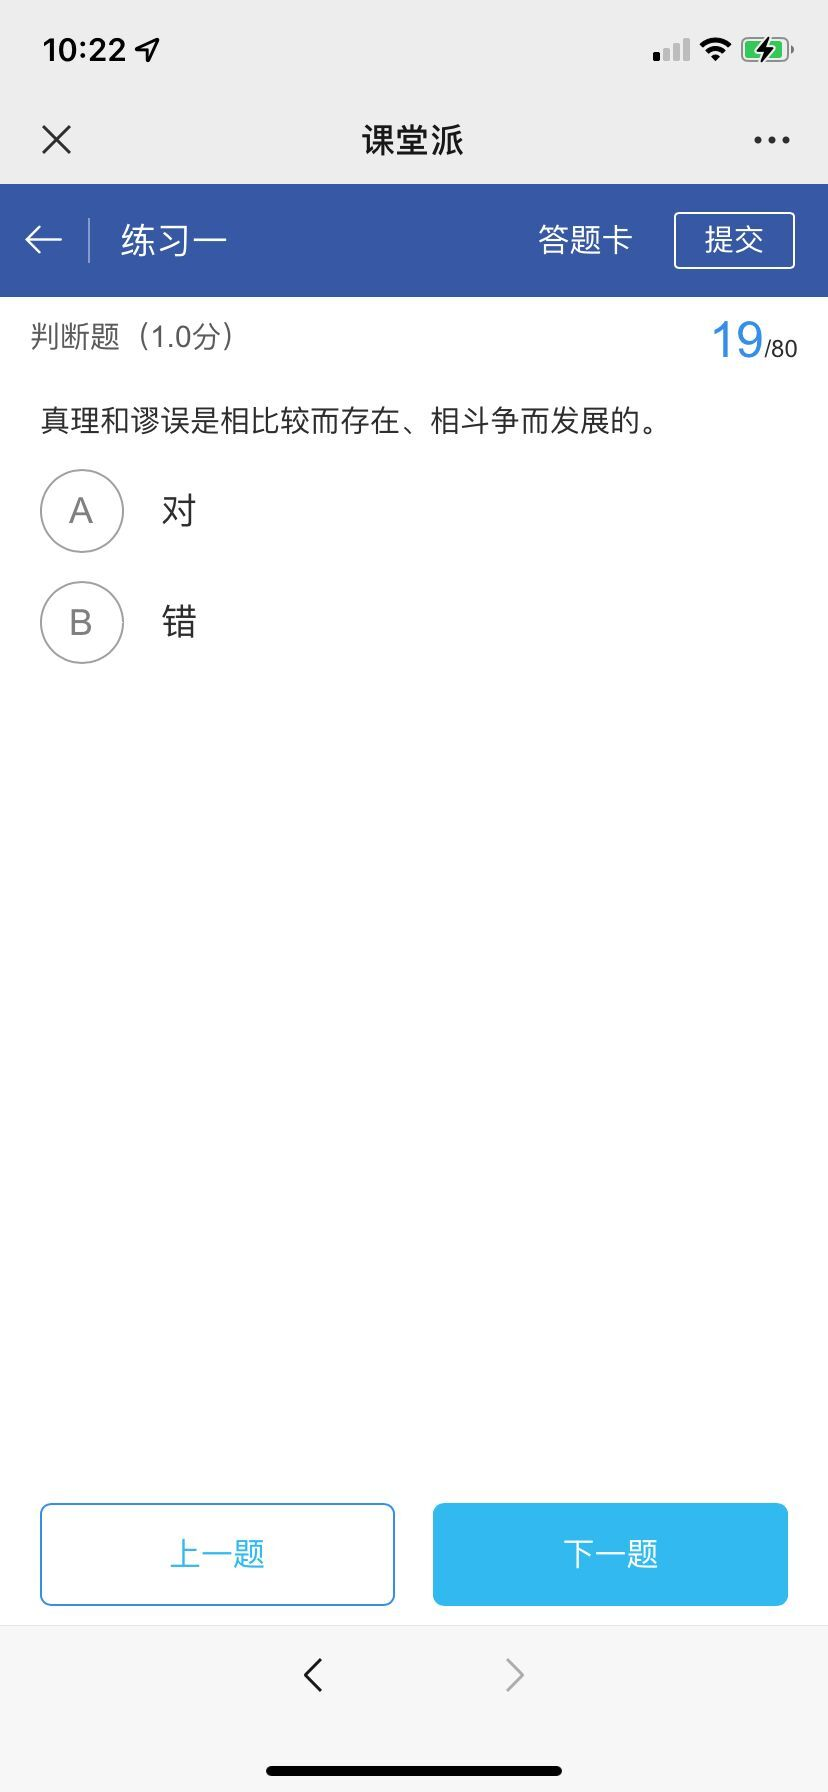 10:22
课堂派
练习一 答题卡 提交
判断题（1.0分） 19/80
真理和谬误是相比较而存在、相斗争而发展的。
A 对
B 错
上一题 下一题